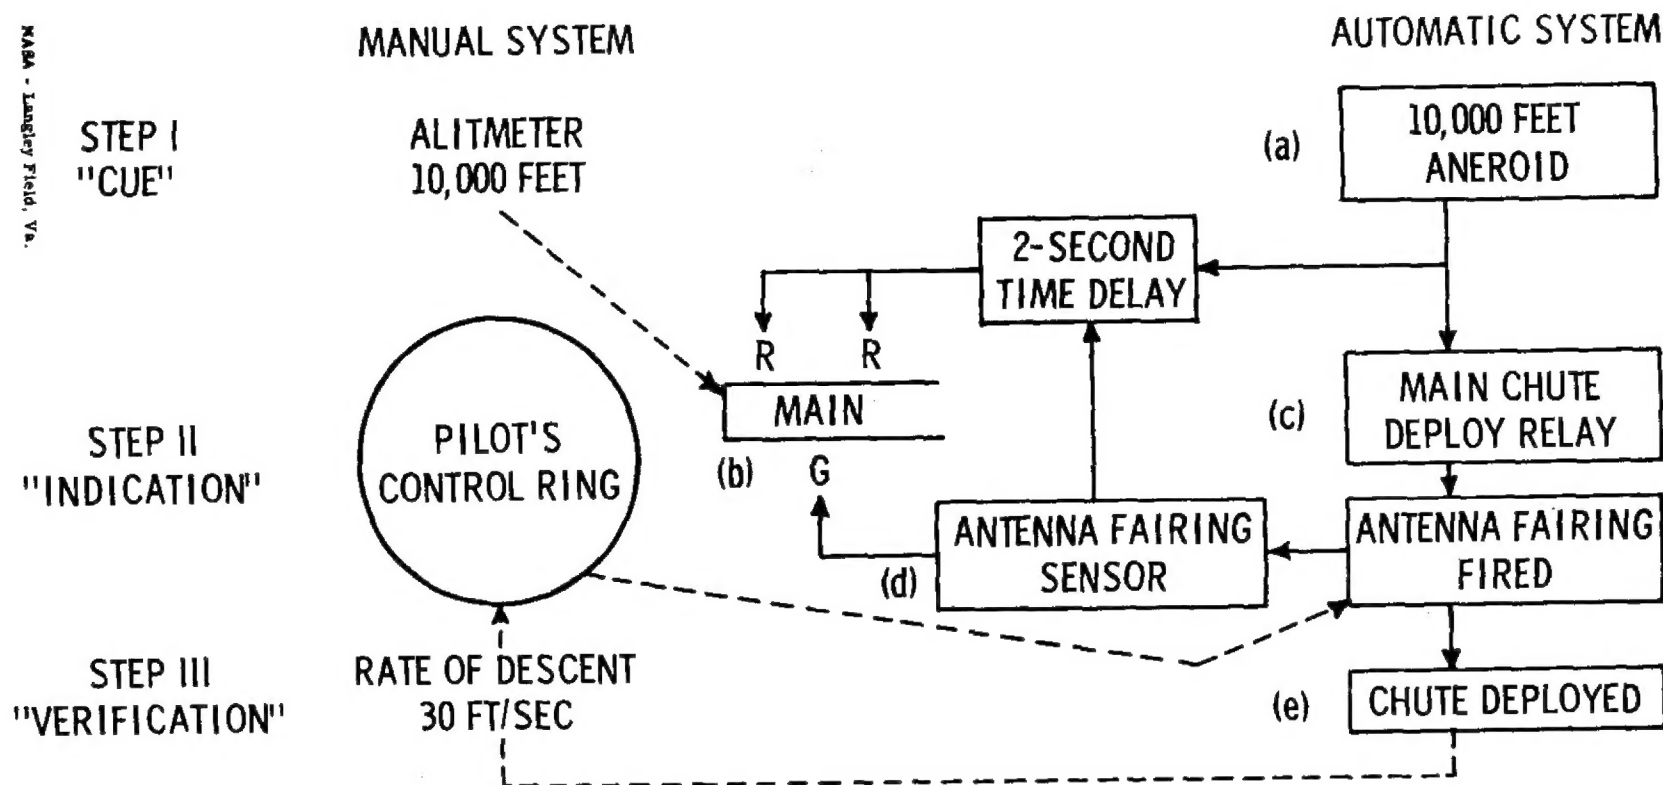 NASA - Langley Field, Va.
MANUAL SYSTEM
AUTOMATIC SYSTEM
STEP I
"CUE"
ALITMETER
10,000 FEET
(a)
10,000 FEET
ANEROID
2-SECOND
TIME DELAY
R R
MAIN
(b)
G
(c)
MAIN CHUTE
DEPLOY RELAY
STEP II
"INDICATION"
PILOT'S
CONTROL RING
(d)
ANTENNA FAIRING
SENSOR
ANTENNA FAIRING
FIRED
STEP III
"VERIFICATION"
RATE OF DESCENT
30 FT/SEC
(e)
CHUTE DEPLOYED